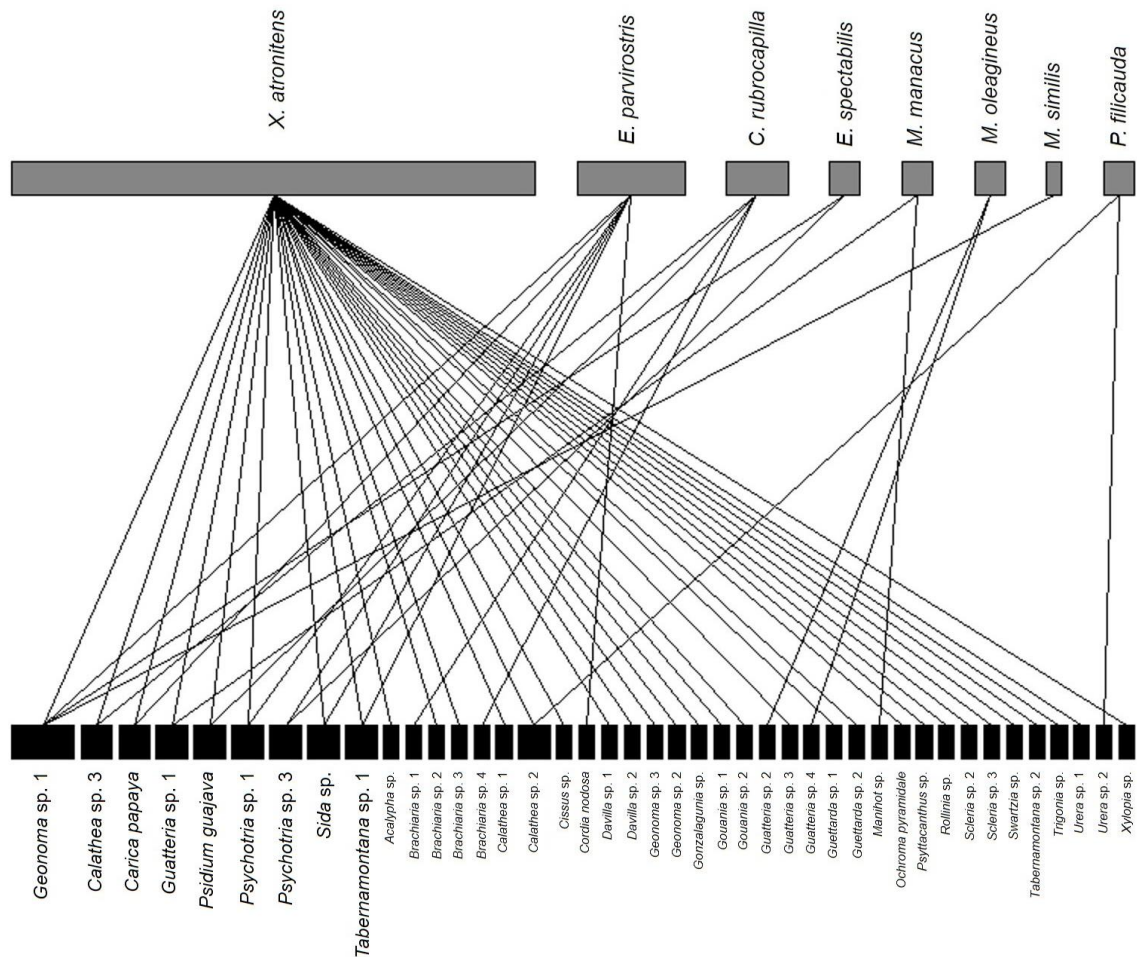 X. atronitens
E. parvirostris
C. rubrocapilla
E. spectabilis
M. manacus
M. oleagineus
M. similis
P. filicauda
Geonoma sp. 1
Calathea sp. 3
Carica papaya
Guatteria sp. 1
Psidium guajava
Psychotria sp. 1
Psychotria sp. 3
Sida sp.
Tabernamontana sp. 1
Acalypha sp.
Brachiaria sp. 1
Brachiaria sp. 2
Brachiaria sp. 3
Brachiaria sp. 4
Calathea sp. 1
Calathea sp. 2
Cissus sp.
Cordia nodosa
Davilla sp. 1
Davilla sp. 2
Geonoma sp. 3
Geonoma sp. 2
Gonzalagunia sp.
Gouania sp. 1
Gouania sp. 2
Guatteria sp. 2
Guatteria sp. 3
Guatteria sp. 4
Guettarda sp. 1
Guettarda sp. 2
Manihot sp.
Ochroma pyramidale
Psyttacanthus sp.
Rollinia sp.
Scleria sp. 2
Scleria sp. 3
Swartzia sp.
Tabernamontana sp. 2
Trigonia sp.
Urera sp. 1
Urera sp. 2
Xylopia sp.